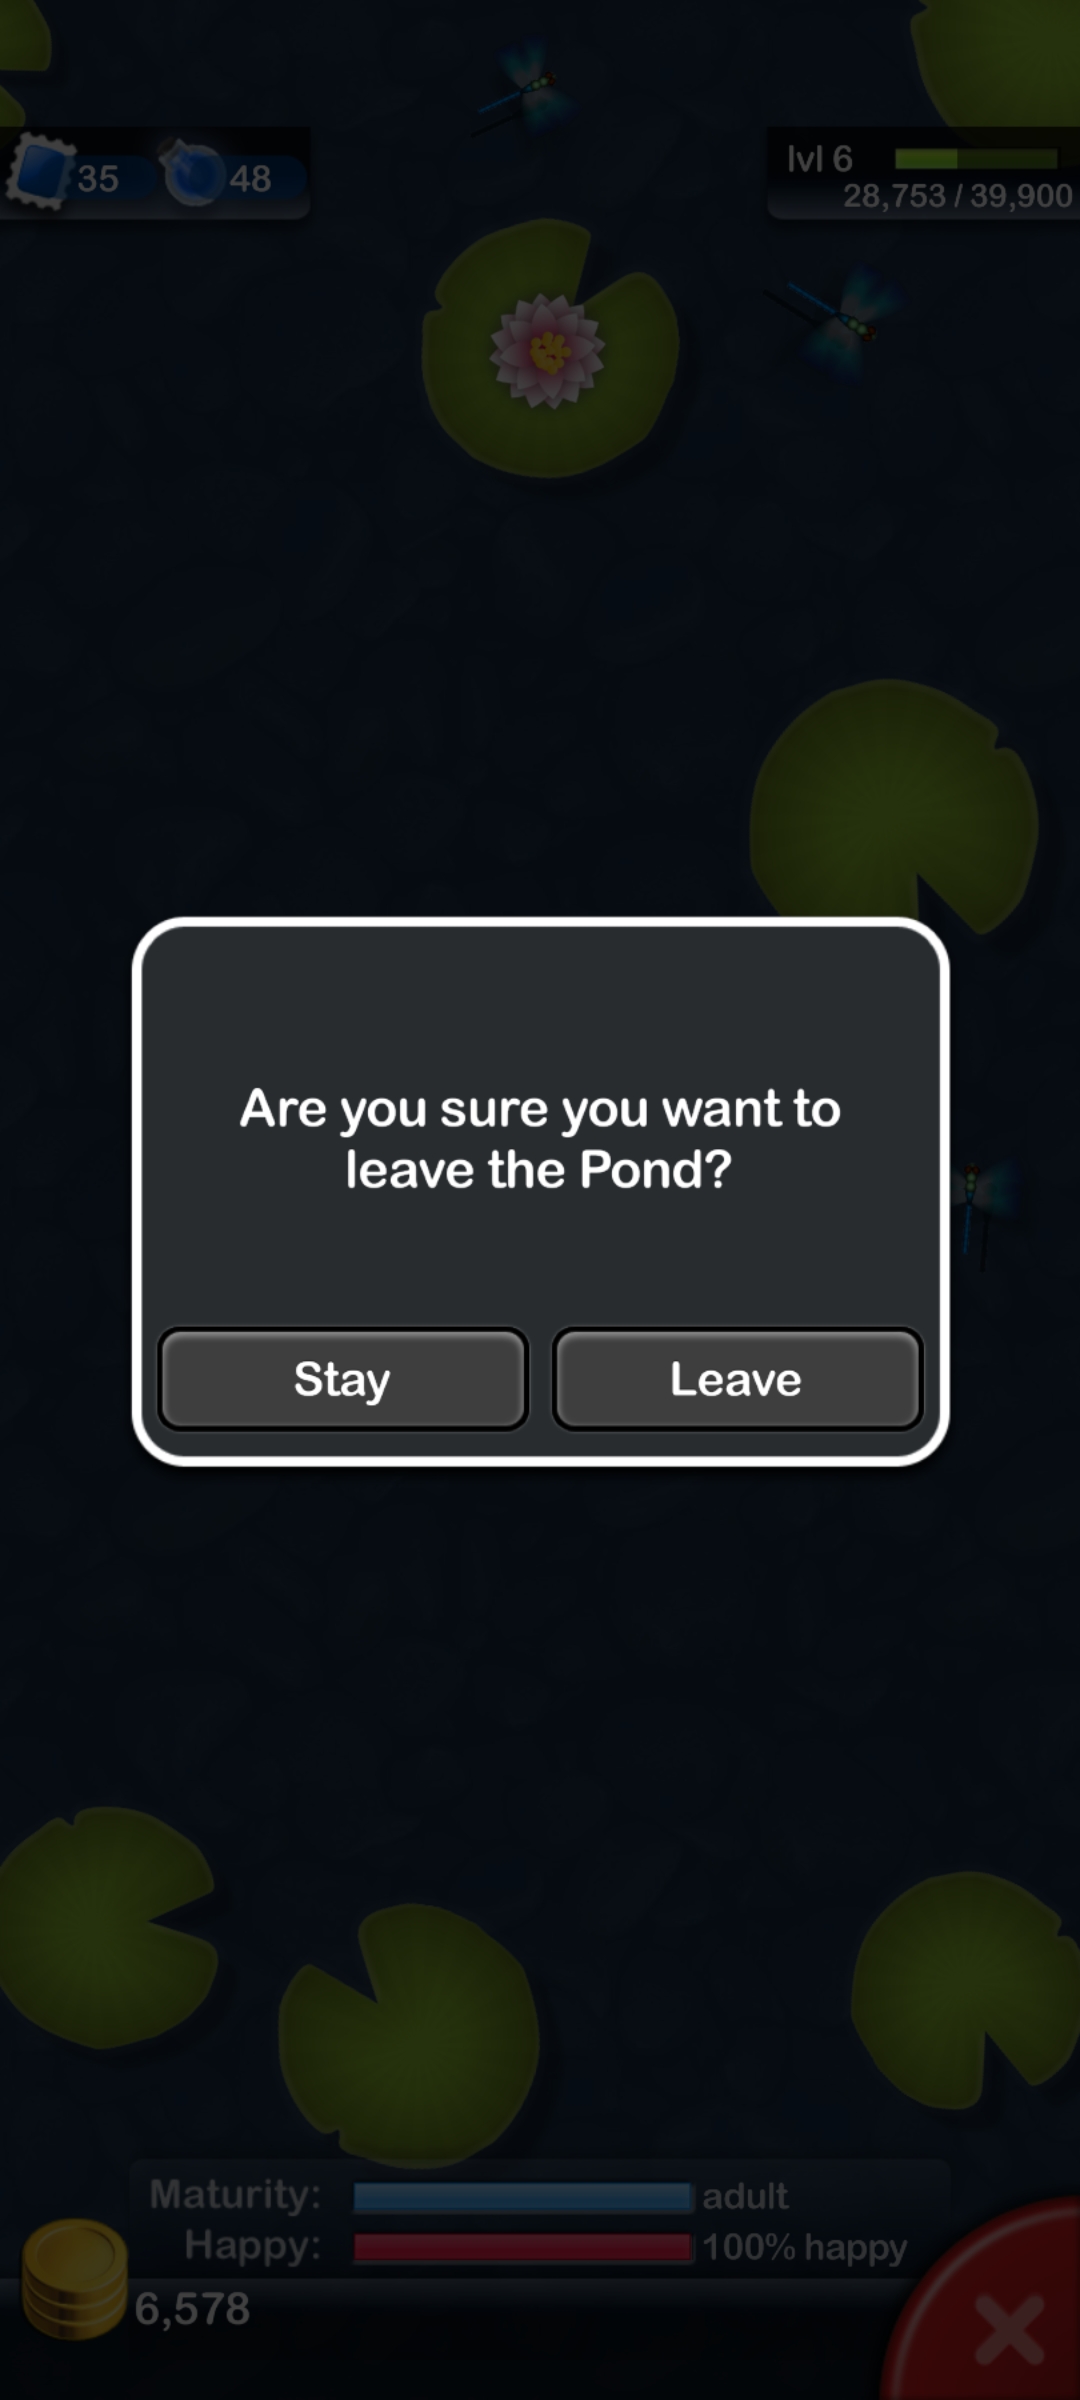 35 48
lvl 6
28,753 / 39,900
Are you sure you want to
leave the Pond?
Stay Leave
Maturity: adult
Happy: 100% happy
6,578